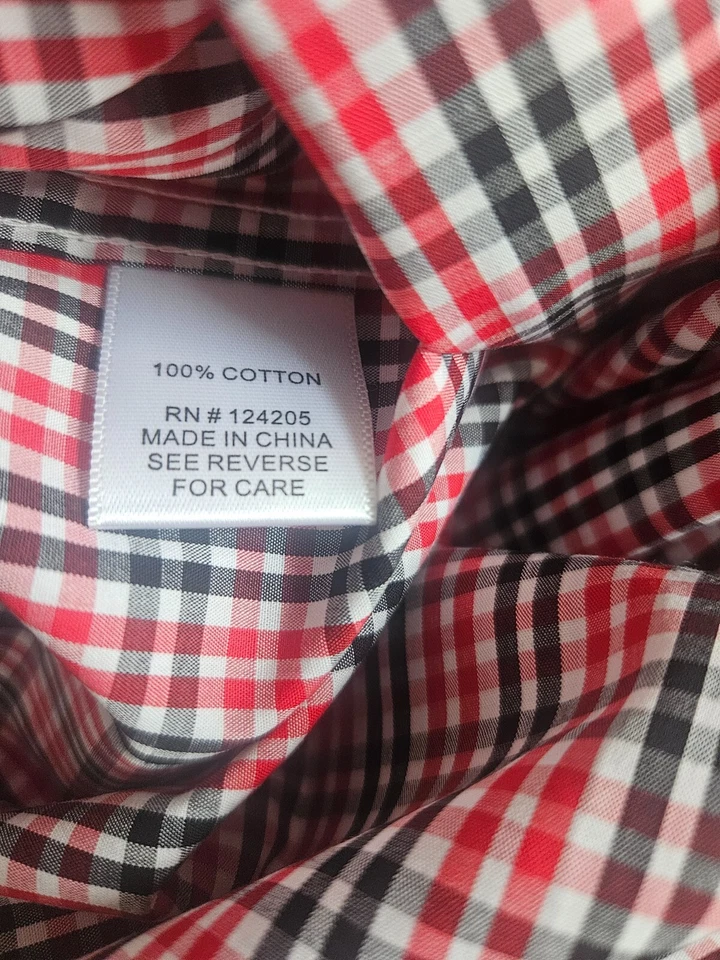 100% COTTON
RN # 124205
MADE IN CHINA
SEE REVERSE
FOR CARE